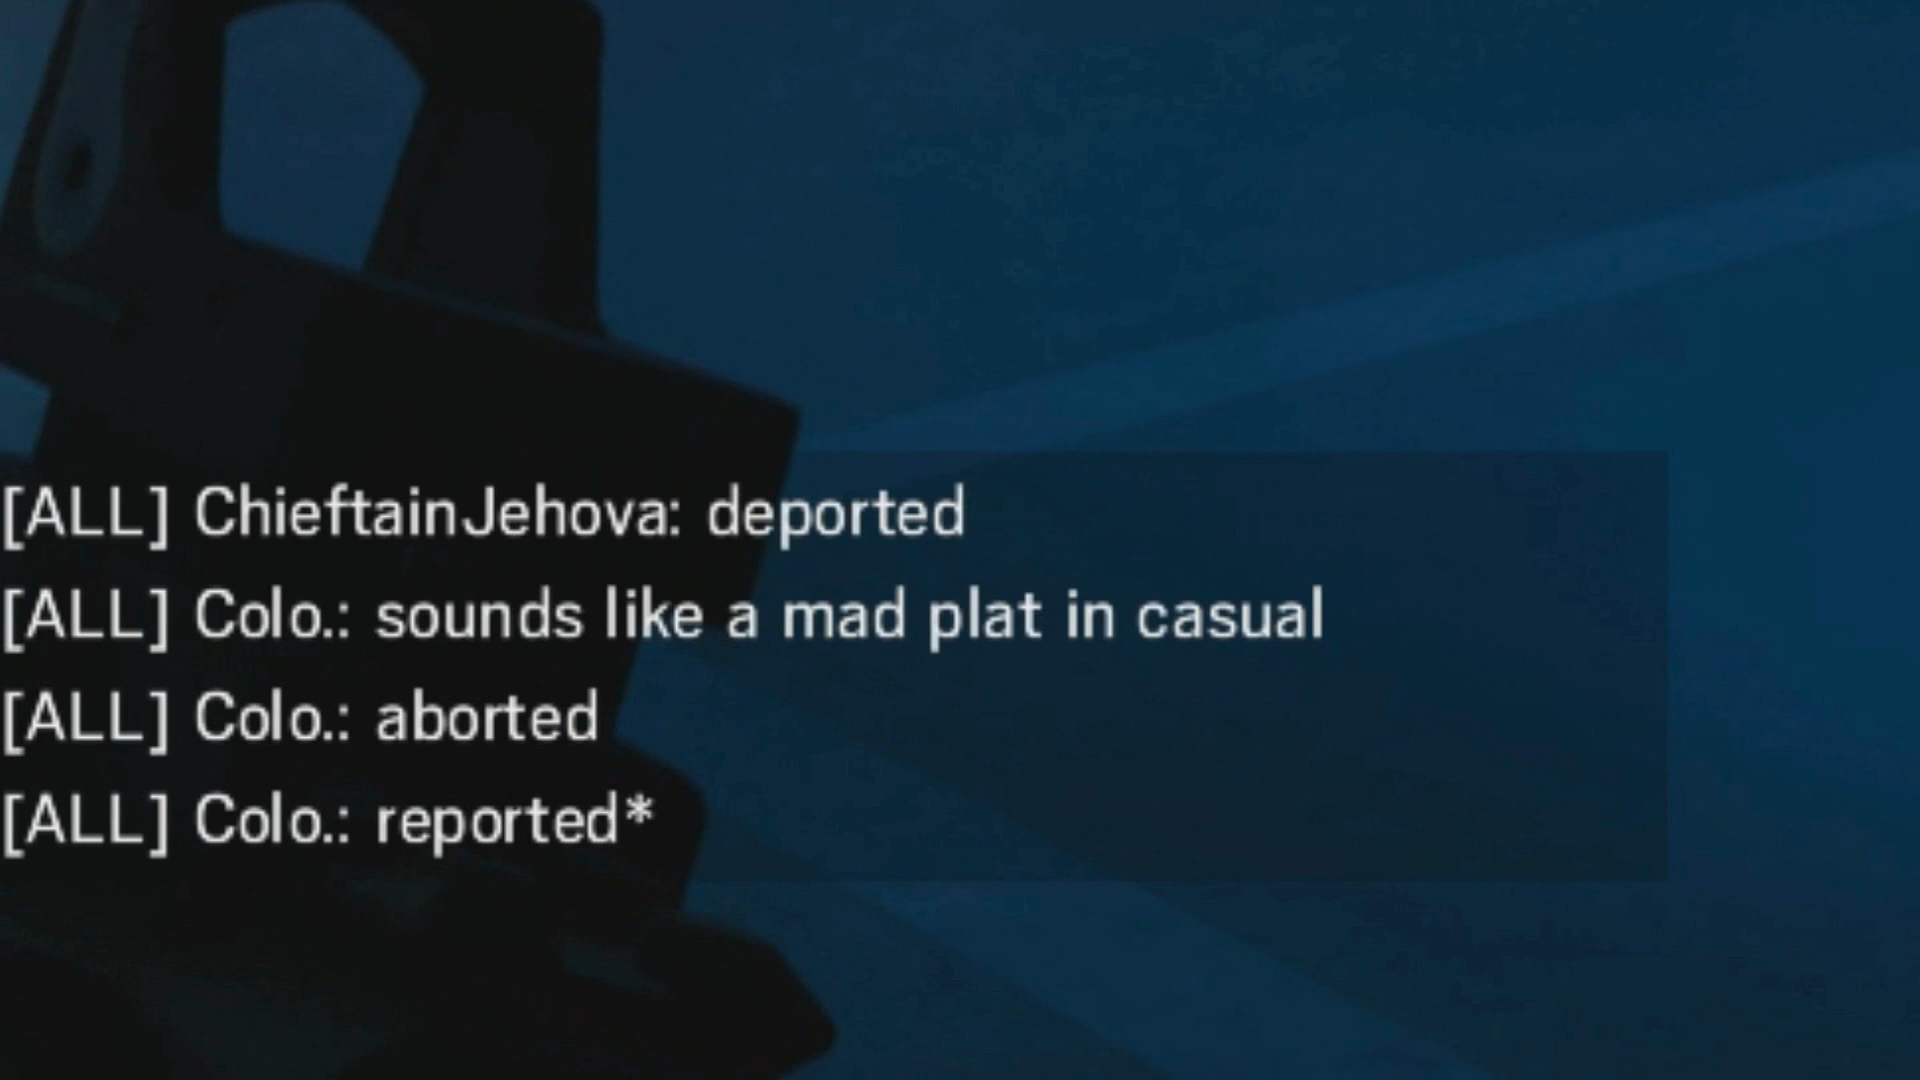 [ALL] ChieftainJehova: deported
[ALL] Colo.: sounds like a mad plat in casual
[ALL] Colo.: aborted
[ALL] Colo.: reported*